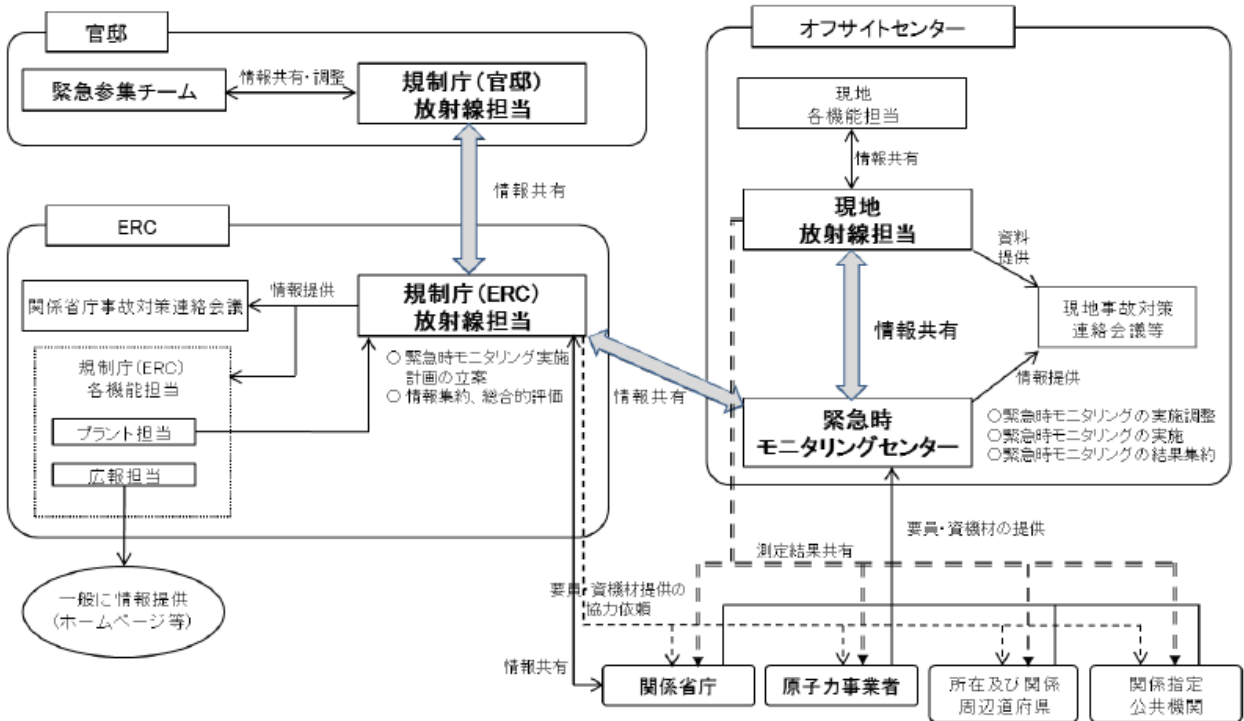 官邸
緊急参集チーム
情報共有・調整
規制庁(官邸)
放射線担当
情報共有
ERC
関係省庁事故対策連絡会議
情報提供
規制庁(ERC)
放射線担当
○ 緊急時モニタリング実施
計画の立案
○ 情報集約、総合的評価
規制庁(ERC)
各機能担当
プラント担当
広報担当
一般に情報提供
(ホームページ等)
情報共有
オフサイトセンター
現地
各機能担当
情報共有
現地
放射線担当
資料
提供
情報共有
現地事故対策
連絡会議等
情報提供
緊急時
モニタリングセンター
○緊急時モニタリングの実施調整
○緊急時モニタリングの実施
○緊急時モニタリングの結果集約
要員・資機材の提供
測定結果共有
要員・資機材提供の
協力依頼
情報共有
関係省庁
原子力事業者
所在及び関係
周辺道府県
関係指定
公共機関